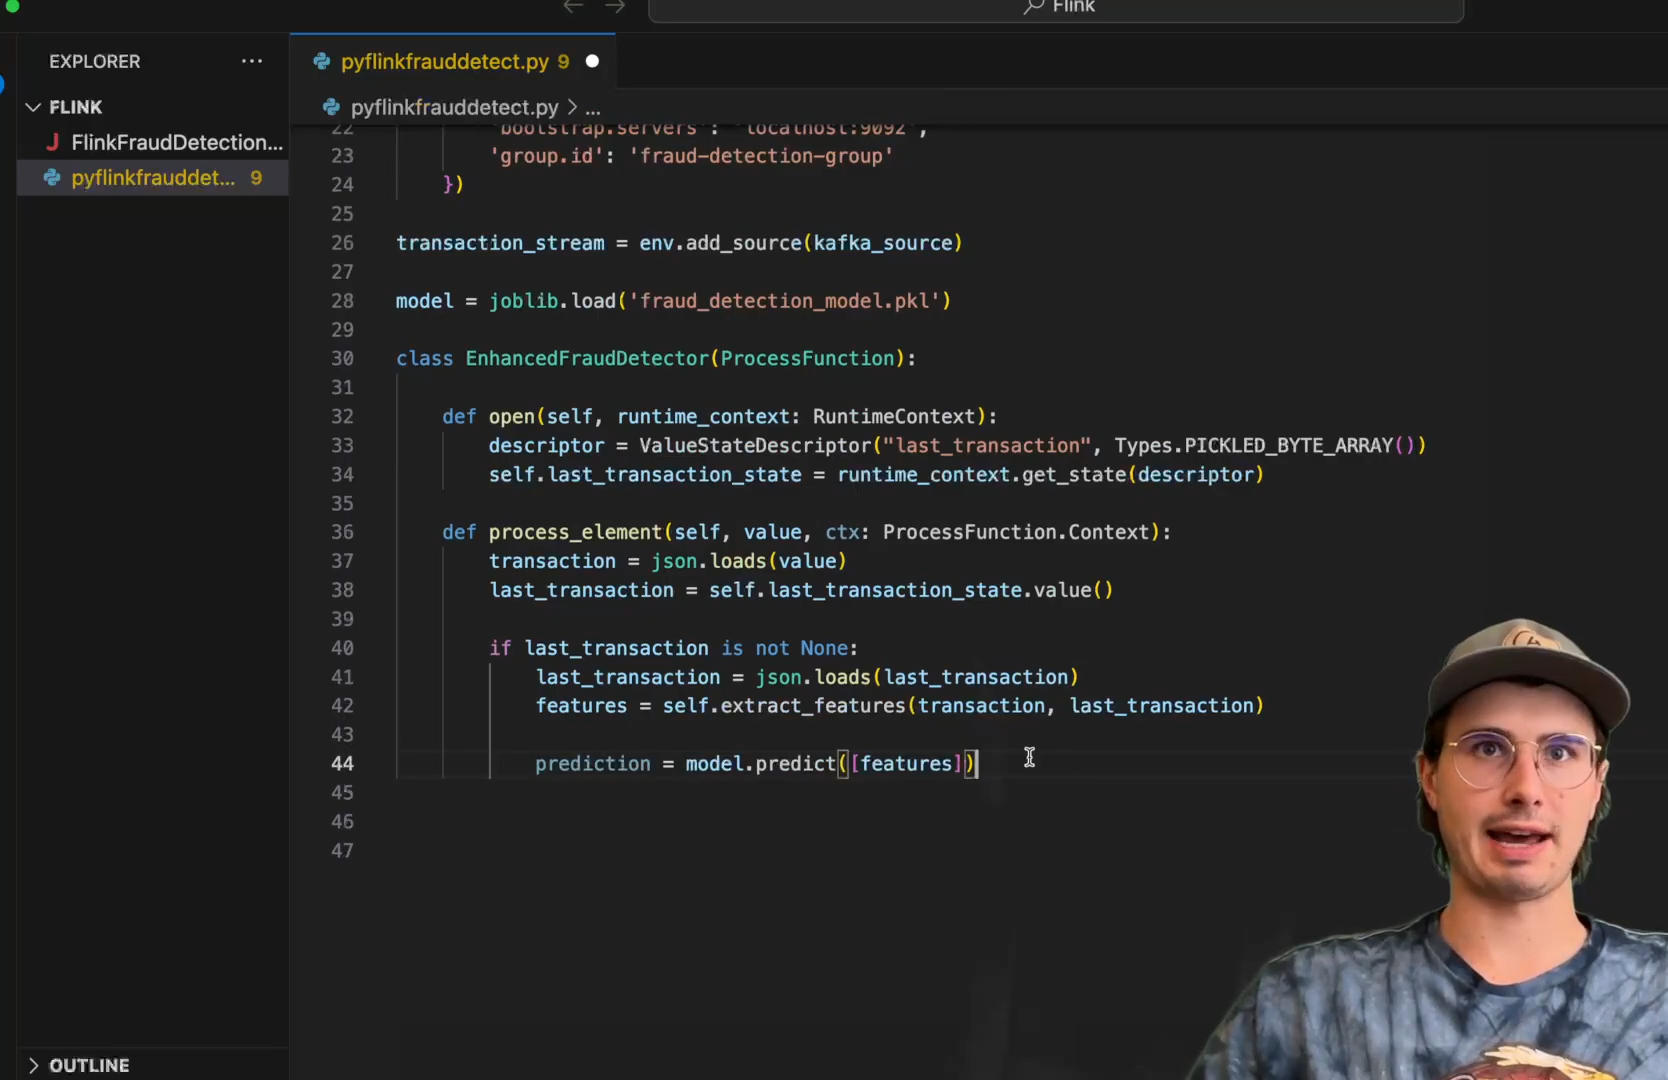 Flink
EXPLORER ...
FLINK
FlinkFraudDetection...
pyflinkfrauddet... 9
OUTLINE
pyflinkfrauddetect.py 9
pyflinkfrauddetect.py > ...
22 'bootstrap.servers': 'localhost:9092',
23 'group.id': 'fraud-detection-group'
24 })
25
26 transaction_stream = env.add_source(kafka_source)
27
28 model = joblib.load('fraud_detection_model.pkl')
29
30 class EnhancedFraudDetector(ProcessFunction):
31
32 def open(self, runtime_context: RuntimeContext):
33 descriptor = ValueStateDescriptor("last_transaction", Types.PICKLED_BYTE_ARRAY())
34 self.last_transaction_state = runtime_context.get_state(descriptor)
35
36 def process_element(self, value, ctx: ProcessFunction.Context):
37 transaction = json.loads(value)
38 last_transaction = self.last_transaction_state.value()
39
40 if last_transaction is not None:
41 last_transaction = json.loads(last_transaction)
42 features = self.extract_features(transaction, last_transaction)
43
44 prediction = model.predict([features])
45
46
47